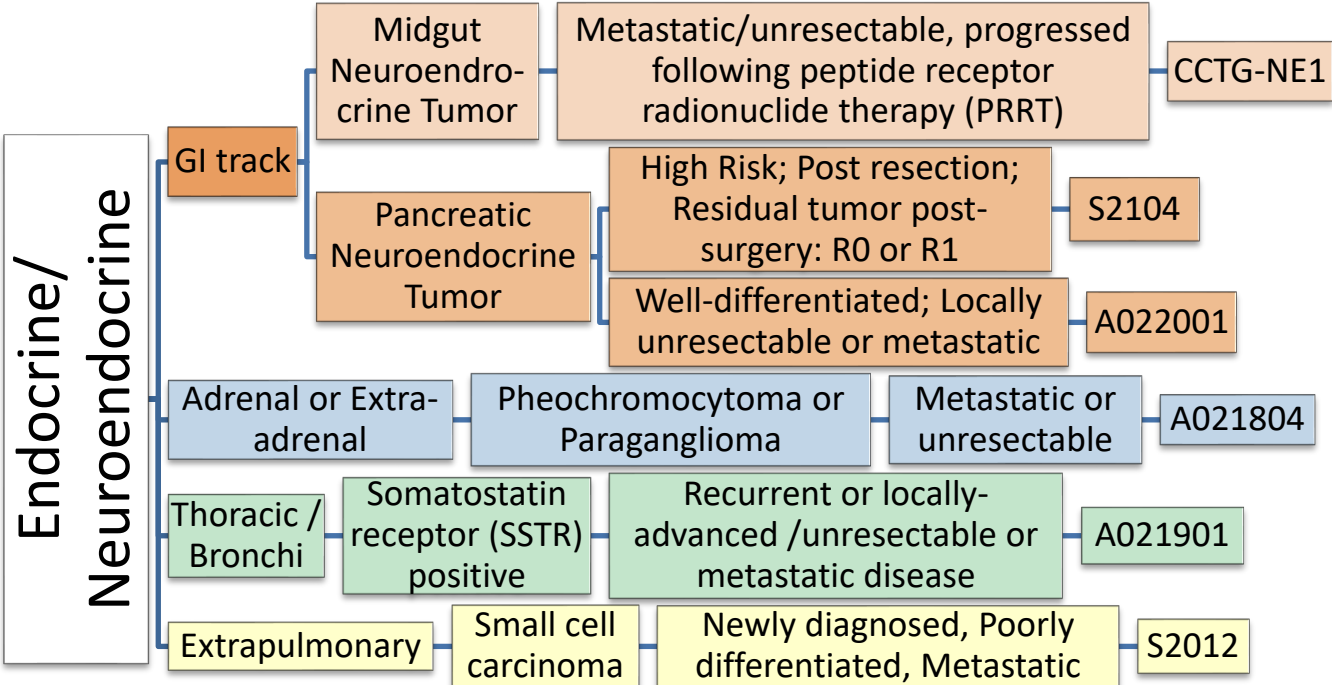 Endocrine/
Neuroendocrine
GI track
Midgut
Neuroendro-
crine Tumor
Metastatic/unresectable, progressed
following peptide receptor
radionuclide therapy (PRRT)
CCTG-NE1
Pancreatic
Neuroendocrine
Tumor
High Risk; Post resection;
Residual tumor post-
surgery: R0 or R1
S2104
Well-differentiated; Locally
unresectable or metastatic
A022001
Adrenal or Extra-
adrenal
Pheochromocytoma or
Paraganglioma
Metastatic or
unresectable
A021804
Thoracic /
Bronchi
Somatostatin
receptor (SSTR)
positive
Recurrent or locally-
advanced /unresectable or
metastatic disease
A021901
Extrapulmonary
Small cell
carcinoma
Newly diagnosed, Poorly
differentiated, Metastatic
S2012